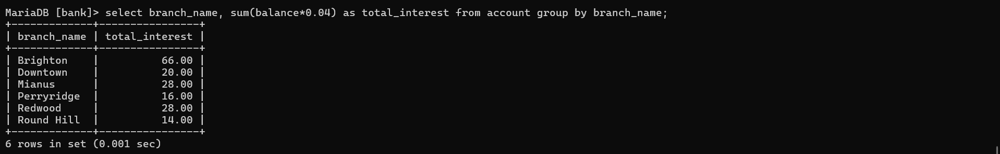 MariaDB [bank]> select branch_name, sum(balance*0.04) as total_interest from account group by branch_name;
+-------------+----------------+
| branch_name | total_interest |
+-------------+----------------+
| Brighton    |          66.00 |
| Downtown    |          20.00 |
| Mianus      |          28.00 |
| Perryridge  |          16.00 |
| Redwood     |          28.00 |
| Round Hill  |          14.00 |
+-------------+----------------+
6 rows in set (0.001 sec)